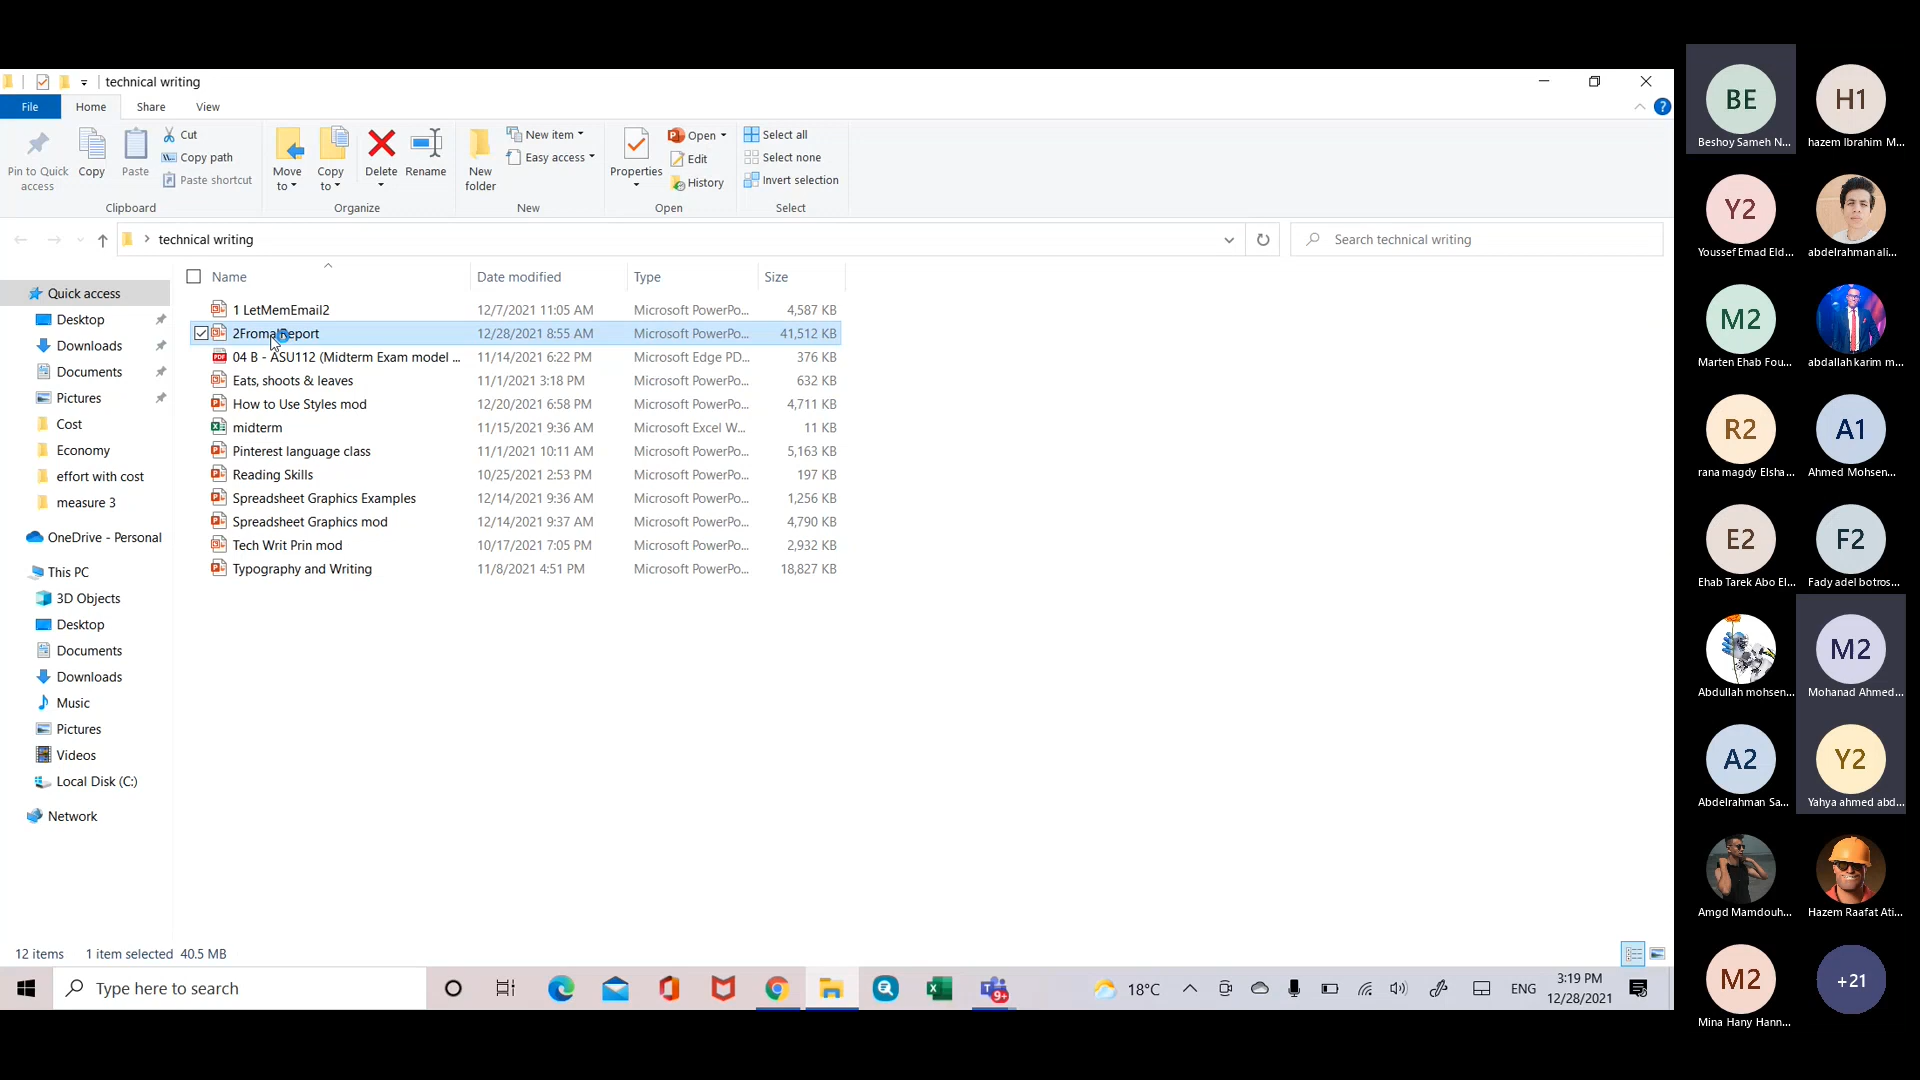 technical writing
File Home Share View
Pin to Quick access
Copy
Paste
Cut
Copy path
Paste shortcut
Clipboard
Move to
Copy to
Delete
Rename
Organize
New folder
New item
Easy access
New
Properties
Open
Edit
History
Open
Select all
Select none
Invert selection
Select
technical writing
Search technical writing
Name Date modified Type Size
1 LetMemEmail2 12/7/2021 11:05 AM Microsoft PowerPo... 4,587 KB
2FromalReport 12/28/2021 8:55 AM Microsoft PowerPo... 41,512 KB
04 B - ASU112 (Midterm Exam model ... 11/14/2021 6:22 PM Microsoft Edge PD... 376 KB
Eats, shoots & leaves 11/1/2021 3:18 PM Microsoft PowerPo... 632 KB
How to Use Styles mod 12/20/2021 6:58 PM Microsoft PowerPo... 4,711 KB
midterm 11/15/2021 9:36 AM Microsoft Excel W... 11 KB
Pinterest language class 11/1/2021 10:11 AM Microsoft PowerPo... 5,163 KB
Reading Skills 10/25/2021 2:53 PM Microsoft PowerPo... 197 KB
Spreadsheet Graphics Examples 12/14/2021 9:36 AM Microsoft PowerPo... 1,256 KB
Spreadsheet Graphics mod 12/14/2021 9:37 AM Microsoft PowerPo... 4,790 KB
Tech Writ Prin mod 10/17/2021 7:05 PM Microsoft PowerPo... 2,932 KB
Typography and Writing 11/8/2021 4:51 PM Microsoft PowerPo... 18,827 KB
Quick access
Desktop
Downloads
Documents
Pictures
Cost
Economy
effort with cost
measure 3
OneDrive - Personal
This PC
3D Objects
Desktop
Documents
Downloads
Music
Pictures
Videos
Local Disk (C:)
Network
12 items 1 item selected 40.5 MB
Type here to search
9+
18°C
ENG
3:19 PM
12/28/2021
BE H1
Beshoy Sameh N... hazem Ibrahim M...
Y2
Youssef Emad Eld... abdelrahman ali...
M2
Marten Ehab Fou... abdallah karim m...
R2 A1
rana magdy Elsha... Ahmed Mohsen...
E2 F2
Ehab Tarek Abo El... Fady adel botros...
M2
Abdullah mohsen... Mohanad Ahmed...
A2 Y2
Abdelrahman Sa... Yahya ahmed abd...
Amgd Mamdouh... Hazem Raafat Ati...
M2 +21
Mina Hany Hann...